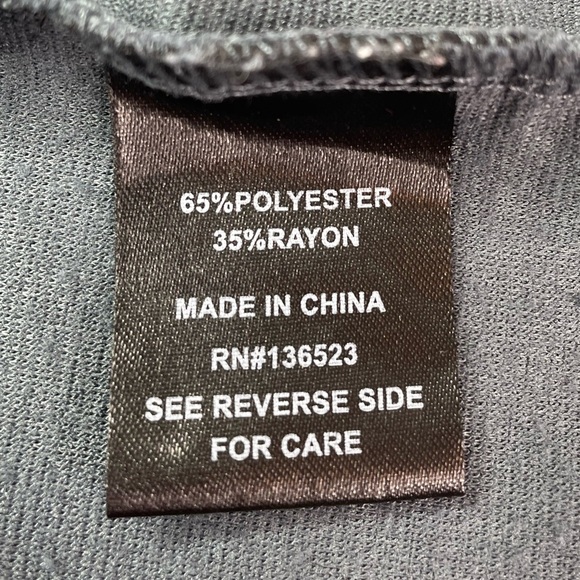 65%POLYESTER
35%RAYON
MADE IN CHINA
RN#136523
SEE REVERSE SIDE
FOR CARE